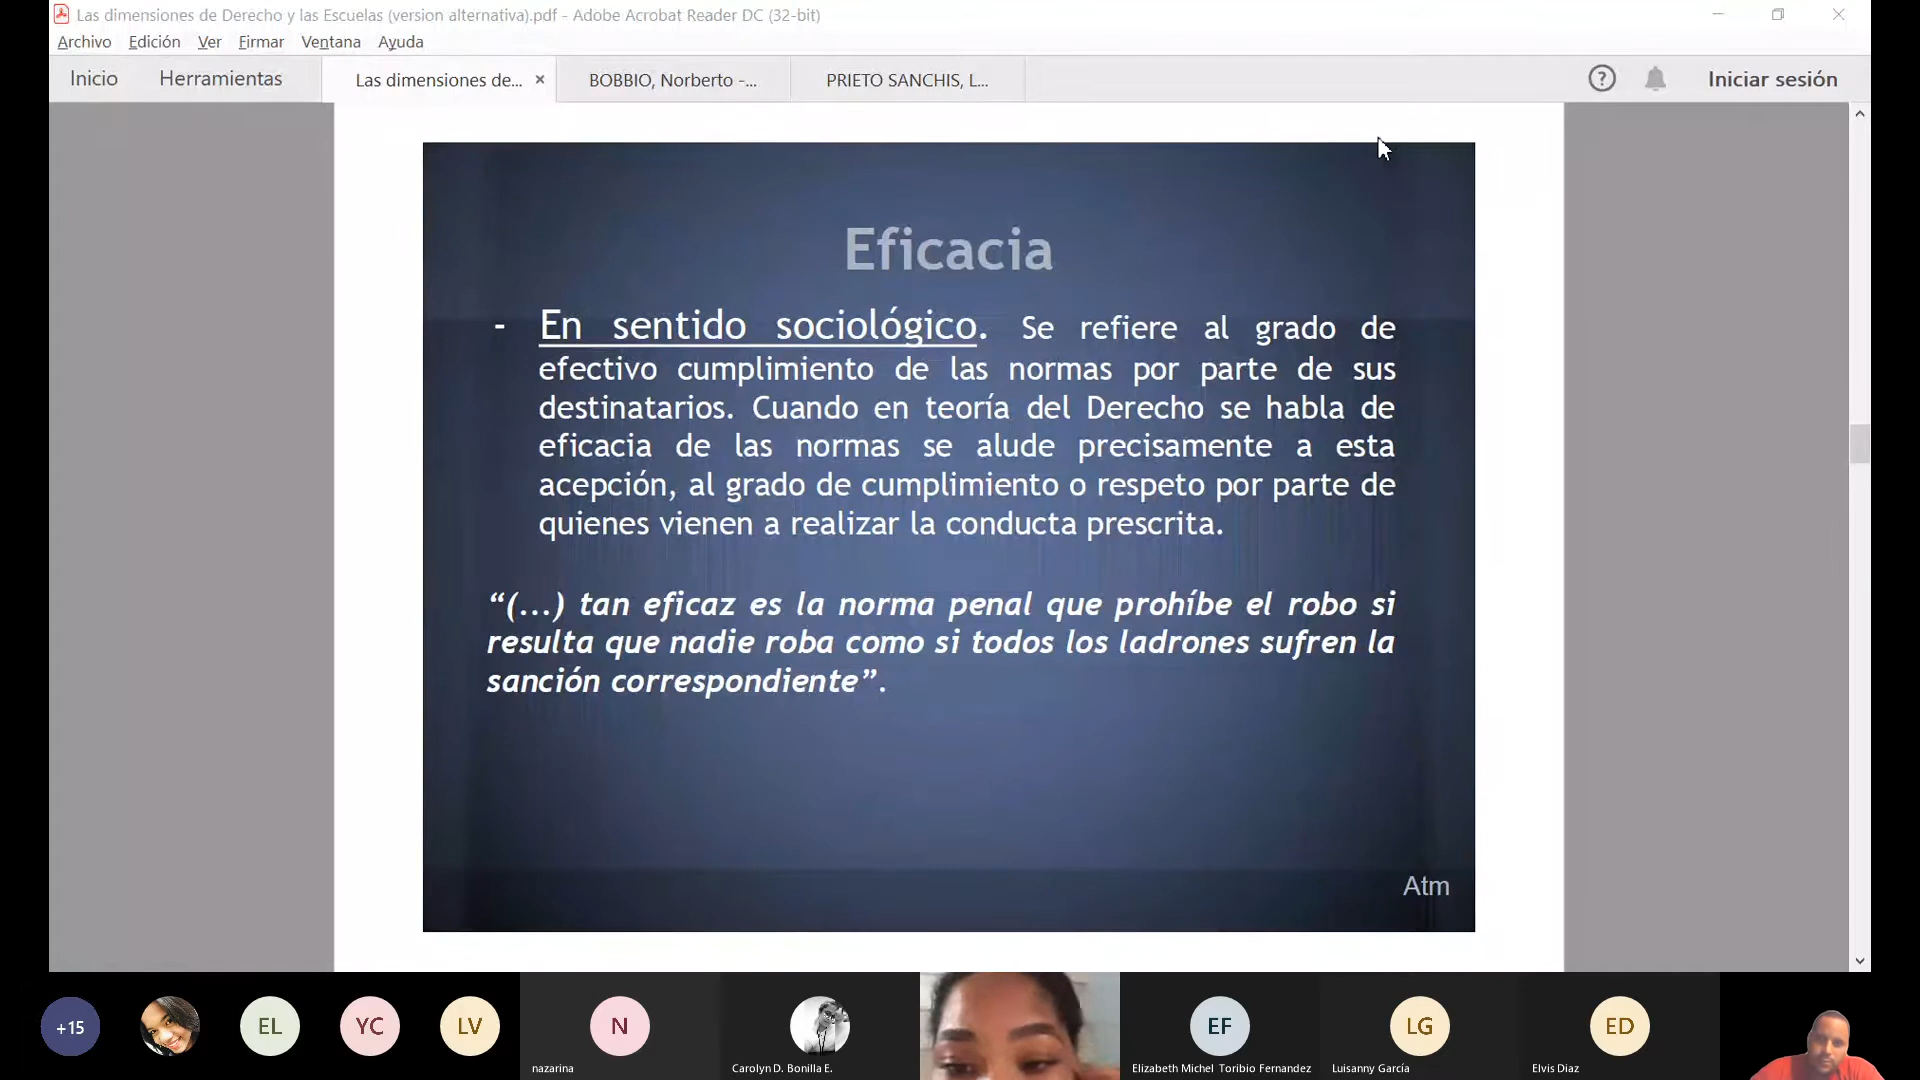 Las dimensiones de Derecho y las Escuelas (version alternativa).pdf - Adobe Acrobat Reader DC (32-bit)
Archivo Edición Ver Firmar Ventana Ayuda
Inicio Herramientas Las dimensiones de... × BOBBIO, Norberto -... PRIETO SANCHIS, L... ? Iniciar sesión
Eficacia
- En sentido sociológico. Se refiere al grado de
efectivo cumplimiento de las normas por parte de sus
destinatarios. Cuando en teoría del Derecho se habla de
eficacia de las normas se alude precisamente a esta
acepción, al grado de cumplimiento o respeto por parte de
quienes vienen a realizar la conducta prescrita.
“(...) tan eficaz es la norma penal que prohíbe el robo si
resulta que nadie roba como si todos los ladrones sufren la
sanción correspondiente”.
Atm
+15 EL YC LV N EF LG ED
nazarina Carolyn D. Bonilla E. Elizabeth Michel Toribio Fernandez Luisanny García Elvis Diaz